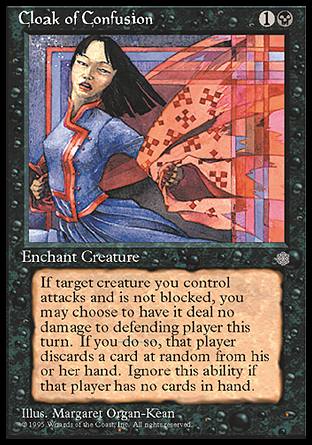 Cloak of Confusion 1
Enchant Creature
If target creature you control
attacks and is not blocked, you
may choose to have it deal no
damage to defending player this
turn. If you do so, that player
discards a card at random from his
or her hand. Ignore this ability if
that player has no cards in hand.
Illus. Margaret Organ-Kean
©1995 Wizards of the Coast, Inc. All rights reserved.